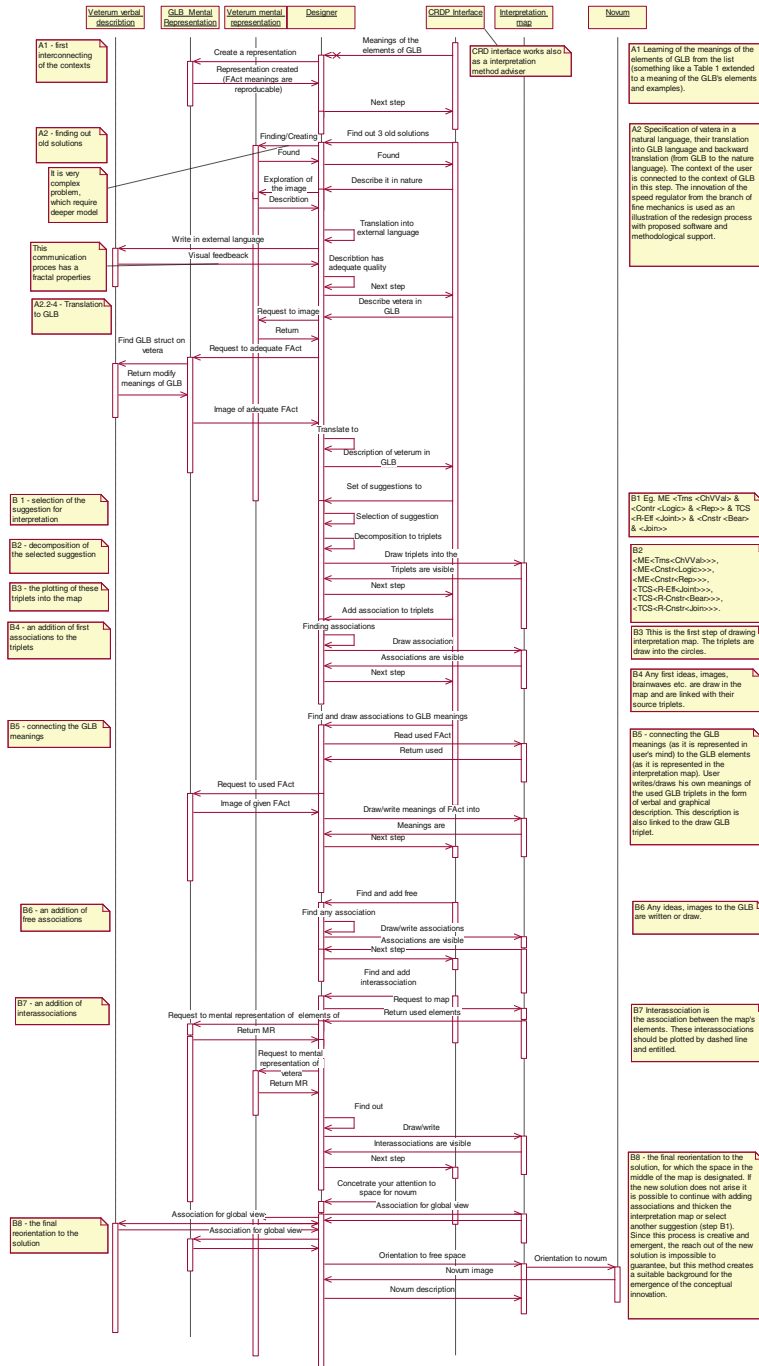 Veterum verbal
describtion
GLB Mental
Representation
Veterum mental
representation
Designer
CRDP Interface
Interpretation
map
Novum
A1 - first
interconnecting
of the contexts
Meanings of the
elements of GLB
Create a representation
Representation created
(FAct meanings are
reproducable)
Next step
CRD interface works also
as a interpretation
method adviser
A1 Learning of the meanings of the
elements of GLB from the list
(something like a Table 1 extended
to a meaning of the GLB's elements
and examples).
A2 - finding out
old solutions
Find out 3 old solutions
Finding/Creating
Found
Found
It is very
complex
problem,
which require
deeper model
Describe it in nature
Exploration of
the image
Describtion
A2 Specification of vatera in a
natural language, their translation
into GLB language and backward
translation (from GLB to the nature
language). The context of the user
is connected to the context of GLB
in this step. The innovation of the
speed regulator from the branch of
fine mechanics is used as an
illustration of the redesign process
with proposed software and
methodological support.
Translation into
external language
Write in external language
Visual feedbeack
This
communication
proces has a
fractal properties
Describtion has
adequate quality
Next step
A2.2-4 - Translation
to GLB
Describe vetera in
GLB
Request to image
Return
Request to adequate FAct
Find GLB struct on
vetera
Return modify
meanings of GLB
Image of adequate FAct
Translate to
Description of veterum in
GLB
B 1 - selection of the
suggestion for
interpretation
Set of suggestions to
Selection of suggestion
B1 Eg. ME <Trns <ChVVal> &
<Contr <Logic> & <Rep>> & TCS
<R-Eff <Joint>> & <Cnstr <Bear>
& <Join>>
B2- decomposition of
the selected suggestion
Decomposition to triplets
Draw triplets into the
Triplets are visible
B2
<ME<Trns<ChVVal>>>,
<ME<Cnstr<Logic>>>,
<ME<Cnstr<Rep>>>,
<TCS<R-Eff<Joint>>>,
<TCS<R-Cnstr<Bear>>>,
<TCS<R-Cnstr<Join>>.
B3 - the plotting of these
triplets into the map
Next step
B4 - an addition of first
associations to the
triplets
Add association to triplets
Finding associations
Draw association
Associations are visible
Next step
B3 Tthis is the first step of drawing
interpretation map. The triplets are
draw into the circles.
B4 Any first ideas, images,
brainwaves etc. are draw in the
map and are linked with their
source triplets.
B5 - connecting the GLB
meanings
Find and draw associations to GLB meanings
Read used FAct
Return used
Request to used FAct
Image of given FAct
Draw/write meanings of FAct into
Meanings are
Next step
B5 - connecting the GLB
meanings (as it is represented in
user's mind) to the GLB elements
(as it is represented in the
interpretation map). User
writes/draws his own meanings of
the used GLB triplets in the form
of verbal and graphical
description. This description is
also linked to the draw GLB
triplet.
B6 - an addition of
free associations
Find and add free
Find any association
Draw/write associations
Associations are visible
Next step
B6 Any ideas, images to the GLB
are written or draw.
B7 - an addition of
interassociations
Find and add
interassociation
Request to map
Return used elements
Request to mental representation of elements of
Return MR
Request to mental
representation of
vetera
Return MR
B7 Interassociation is
the association between the map's
elements. These interassociations
should be plotted by dashed line
and entitled.
Find out
Draw/write
Interassociations are visible
Next step
B8 - the final
reorientation to the
solution
Concetrate your attention to
space for novum
Association for global view
Association for global view
Association for global view
Orientation to free space
Orientation to novum
Novum image
Novum description
B8 - the final reorientation to the
solution, for which the space in the
middle of the map is designated. If
the new solution does not arise it
is possible to continue with adding
associations and thicken the
interpretation map or select
another suggestion (step B1).
Since this process is creative and
emergent, the reach out of the new
solution is impossible to
guarantee, but this method creates
a suitable background for the
emergence of the conceptual
innovation.